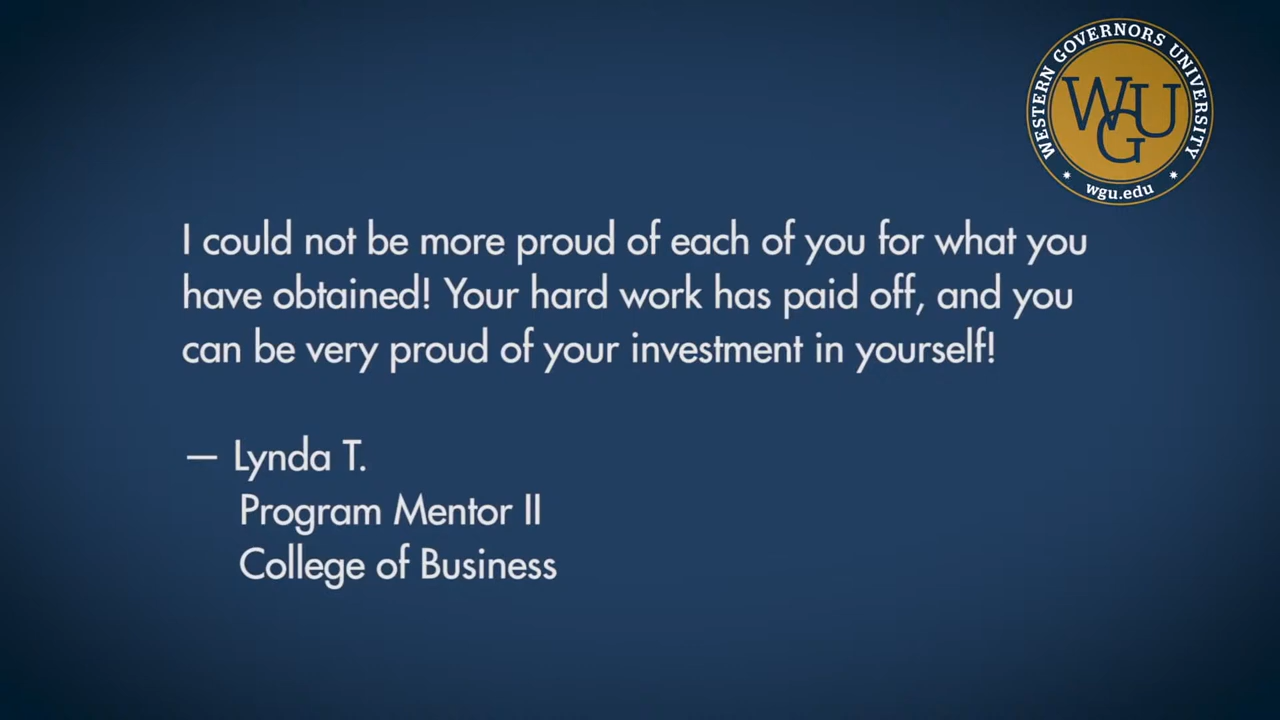 WESTERN GOVERNORS UNIVERSITY
WGU
wgu.edu
I could not be more proud of each of you for what you
have obtained! Your hard work has paid off, and you
can be very proud of your investment in yourself!
— Lynda T.
Program Mentor II
College of Business